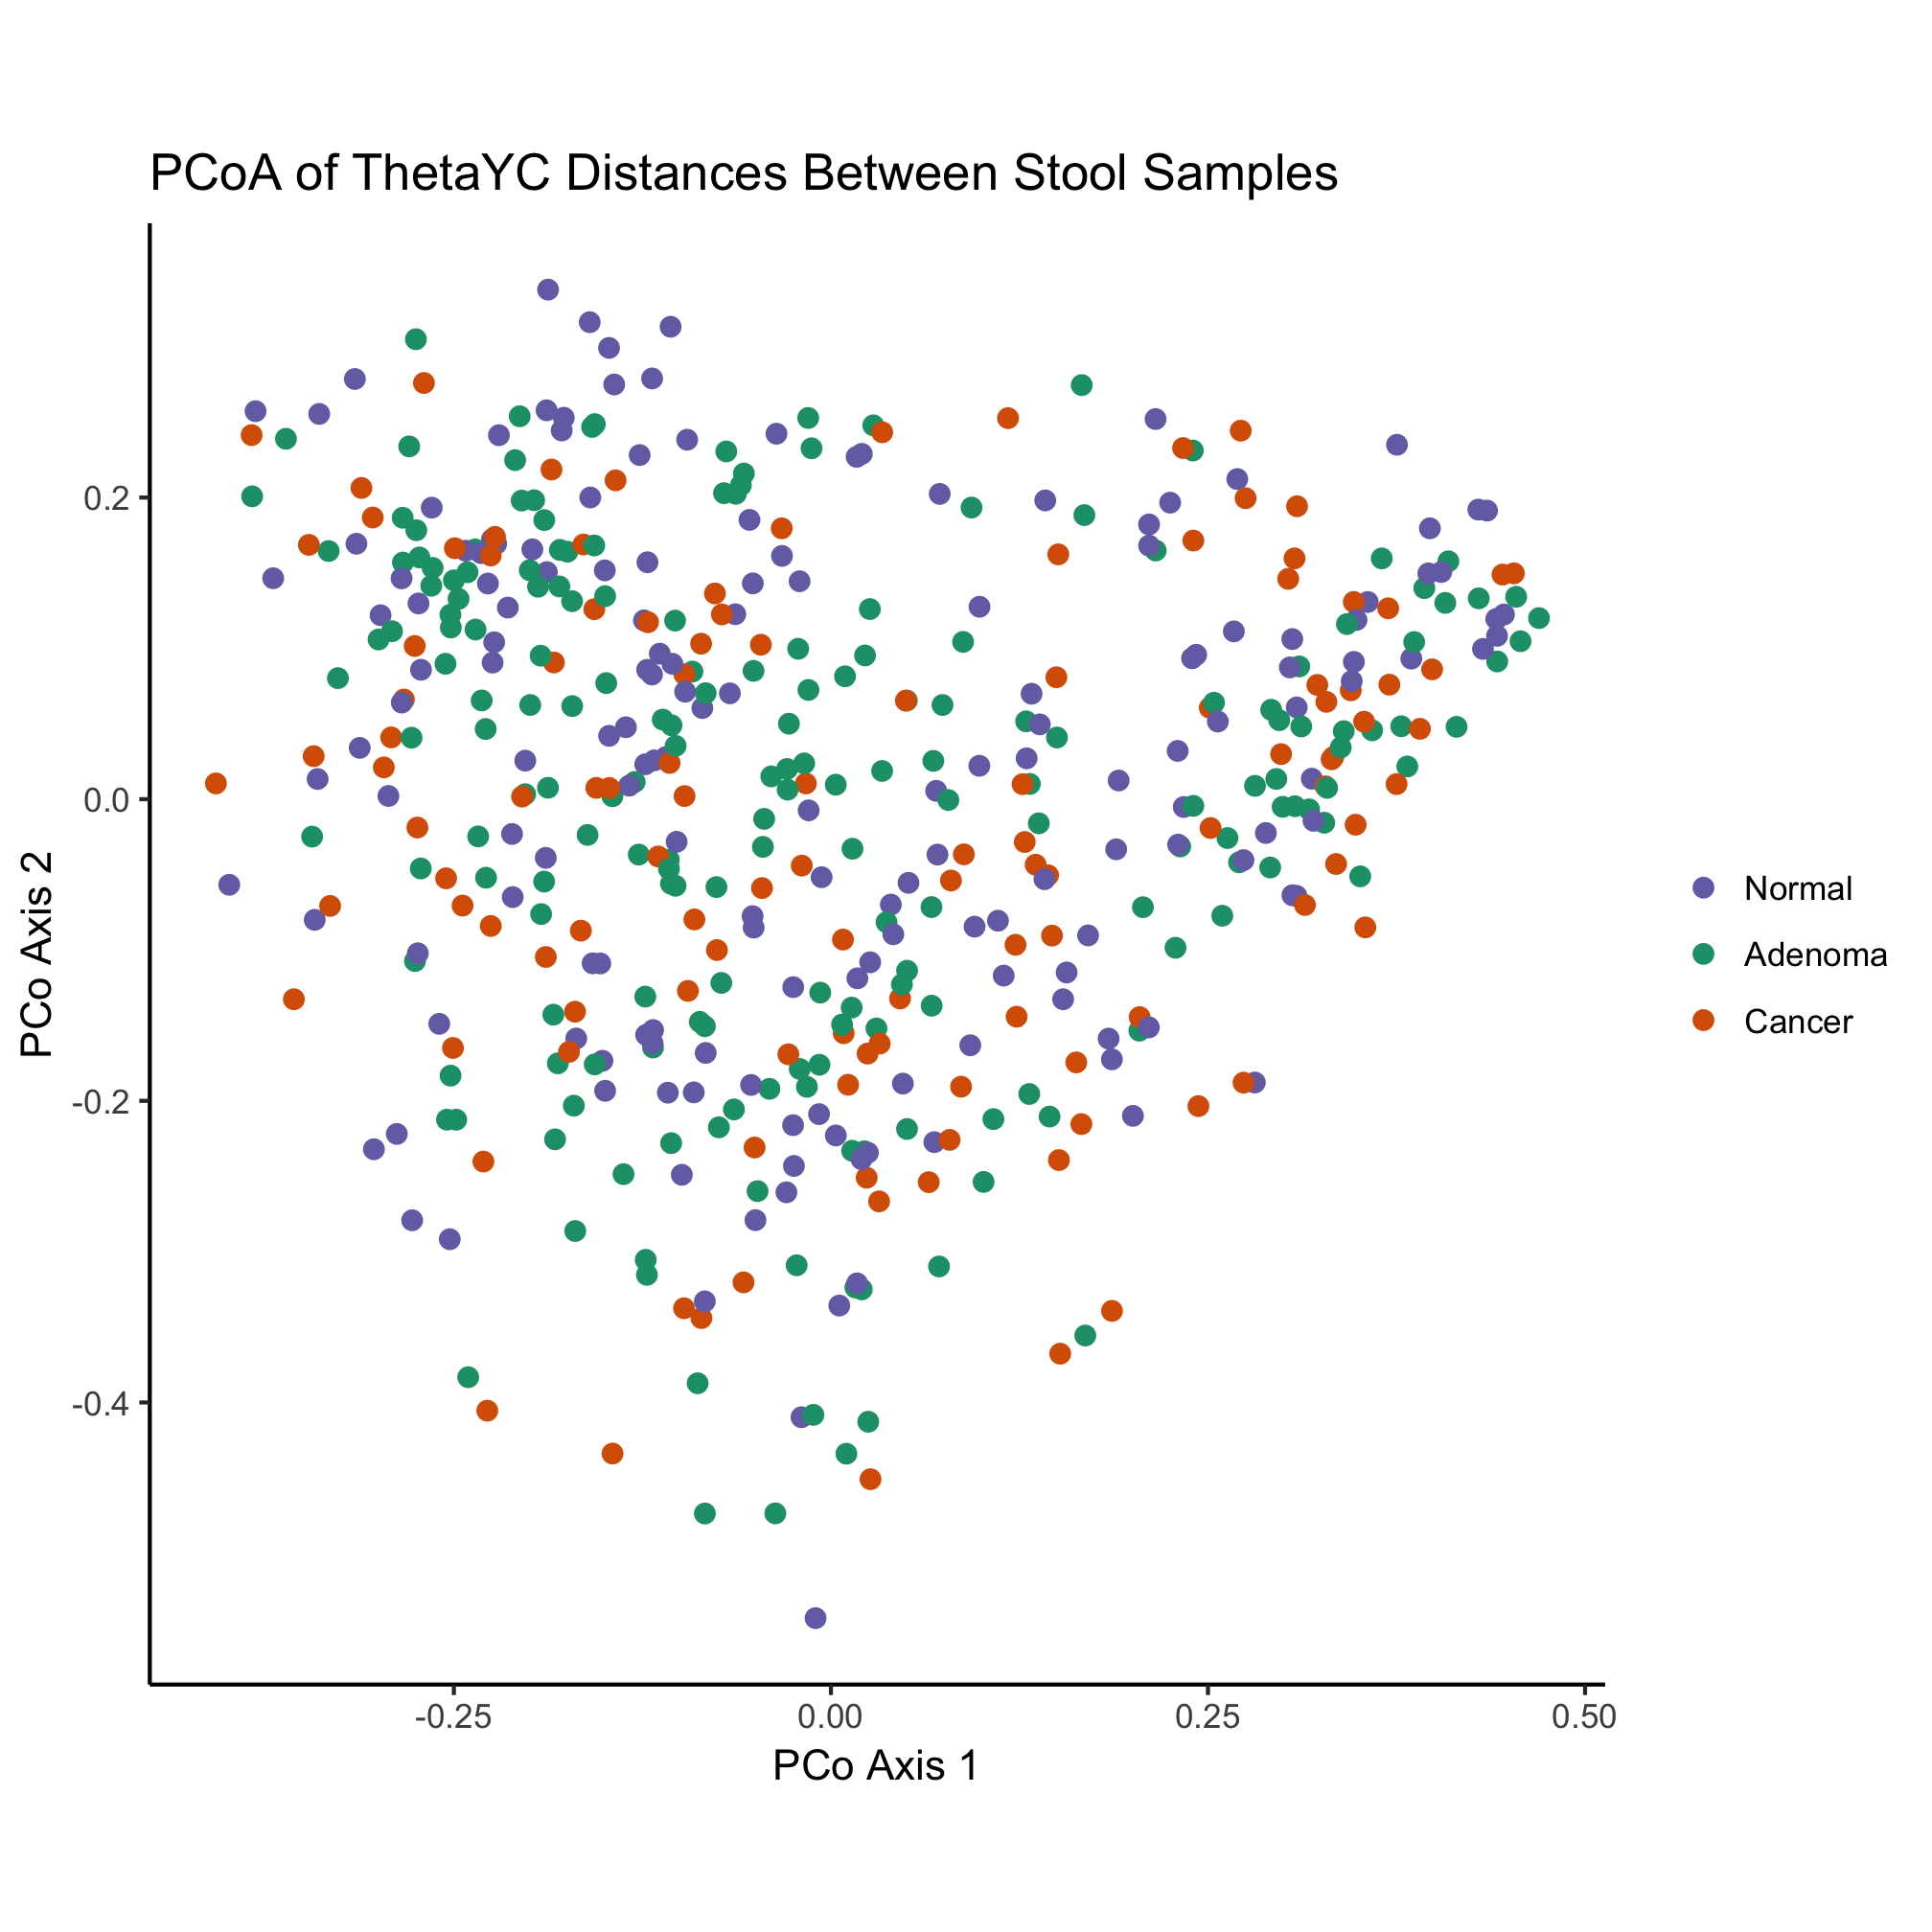 PCoA of ThetaYC Distances Between Stool Samples
0.2
0.0
-0.2
-0.4
PCo Axis 2
-0.25
0.00
0.25
0.50
PCo Axis 1
Normal
Adenoma
Cancer